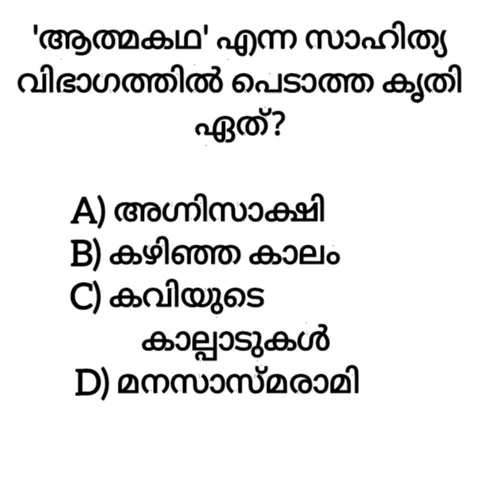 'ആത്മകഥ' എന്ന സാഹിത്യ
വിഭാഗത്തിൽ പെടാത്ത കൃതി
ഏത്?
A) അഗ്നിസാക്ഷി
B) കഴിഞ്ഞ കാലം
C) കവിയുടെ
കാല്പാടുകൾ
D) മനസാസ്മരാമി